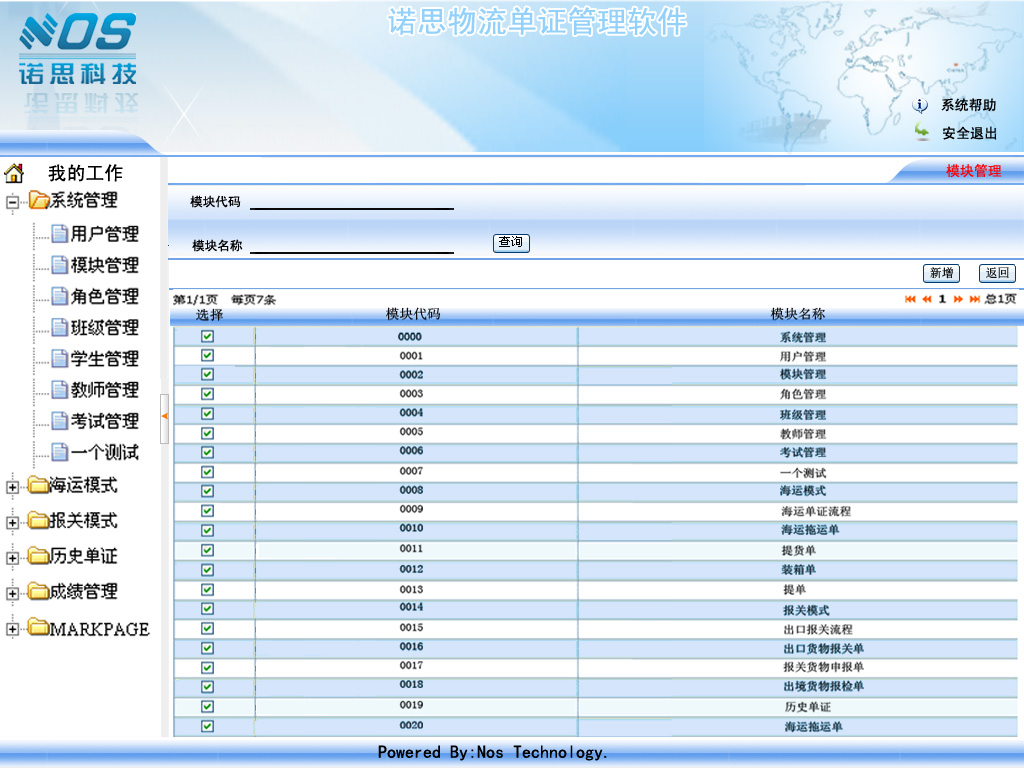 诺思物流单证管理软件
NOS
诺思科技
系统帮助
安全退出
我的工作
模块管理
系统管理
用户管理
模块管理
角色管理
班级管理
学生管理
教师管理
考试管理
一个测试
海运模式
报关模式
历史单证
成绩管理
MARKPAGE
模块代码
模块名称 查询
新增 返回
第1/1页 每页7条 1 总1页
选择 模块代码 模块名称
0000 系统管理
0001 用户管理
0002 模块管理
0003 角色管理
0004 班级管理
0005 教师管理
0006 考试管理
0007 一个测试
0008 海运模式
0009 海运单证流程
0010 海运拖运单
0011 提货单
0012 装箱单
0013 提单
0014 报关模式
0015 出口报关流程
0016 出口货物报关单
0017 报关货物申报单
0018 出境货物报检单
0019 历史单证
0020 海运拖运单
Powered By:Nos Technology.